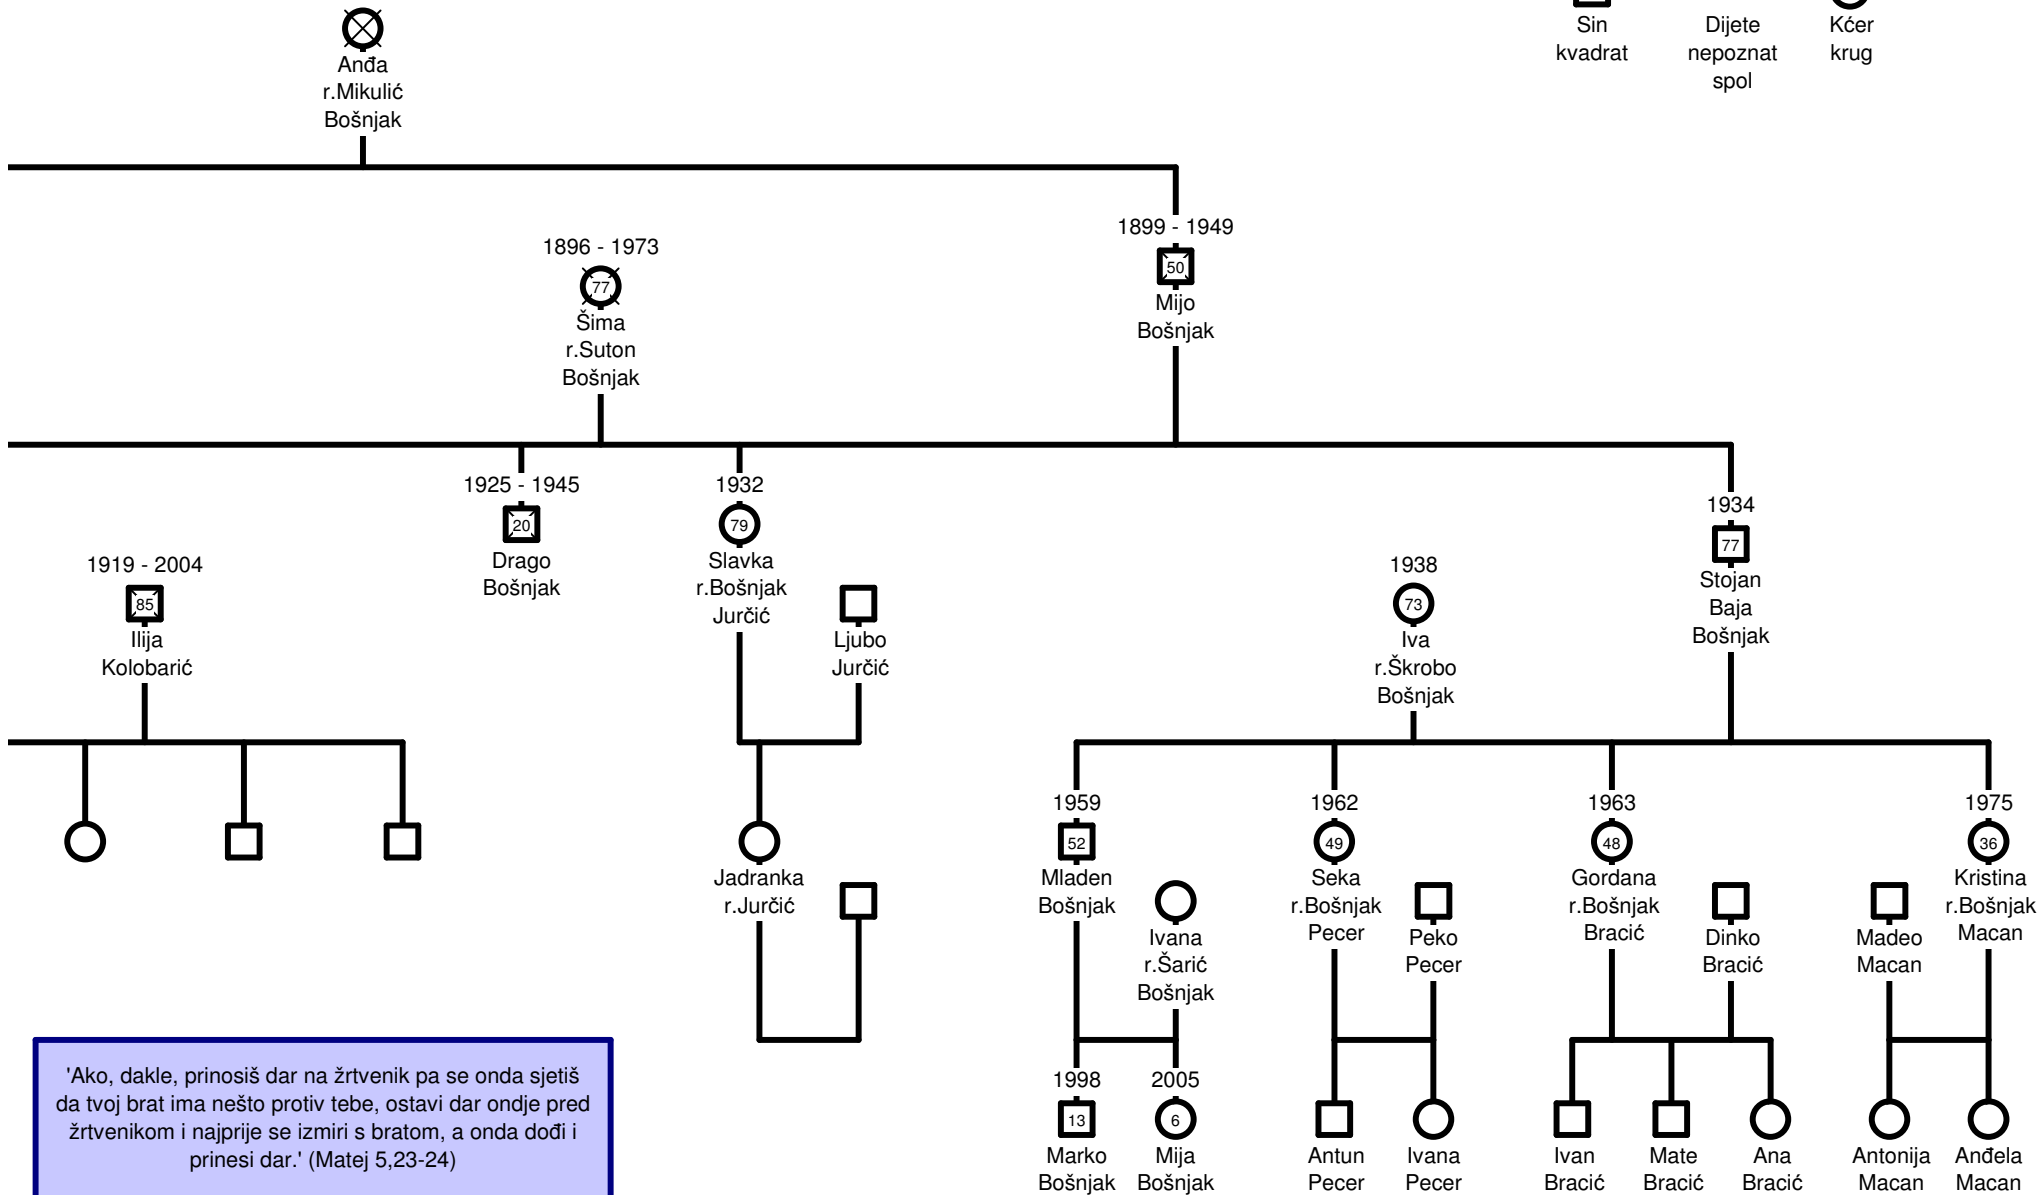 Sin
kvadrat
Dijete
nepoznat
spol
Kćer
krug
Anđa
r.Mikulić
Bošnjak
1896 - 1973
77
Šima
r.Suton
Bošnjak
1899 - 1949
50
Mijo
Bošnjak
1925 - 1945
20
Drago
Bošnjak
1932
79
Slavka
r.Bošnjak
Jurčić
1934
77
Stojan
Baja
Bošnjak
1919 - 2004
85
Ilija
Kolobarić
Ljubo
Jurčić
1938
73
Iva
r.Škrobo
Bošnjak
Jadranka
r.Jurčić
1959
52
Mladen
Bošnjak
Ivana
r.Šarić
Bošnjak
1962
49
Seka
r.Bošnjak
Pecer
Peko
Pecer
1963
48
Gordana
r.Bošnjak
Bracić
Dinko
Bracić
Madeo
Macan
1975
36
Kristina
r.Bošnjak
Macan
'Ako, dakle, prinosiš dar na žrtvenik pa se onda sjetiš
da tvoj brat ima nešto protiv tebe, ostavi dar ondje pred
žrtvenikom i najprije se izmiri s bratom, a onda dođi i
prinesi dar.' (Matej 5,23-24)
1998
13
Marko
Bošnjak
2005
6
Mija
Bošnjak
Antun
Pecer
Ivana
Pecer
Ivan
Bracić
Mate
Bracić
Ana
Bracić
Antonija
Macan
Anđela
Macan